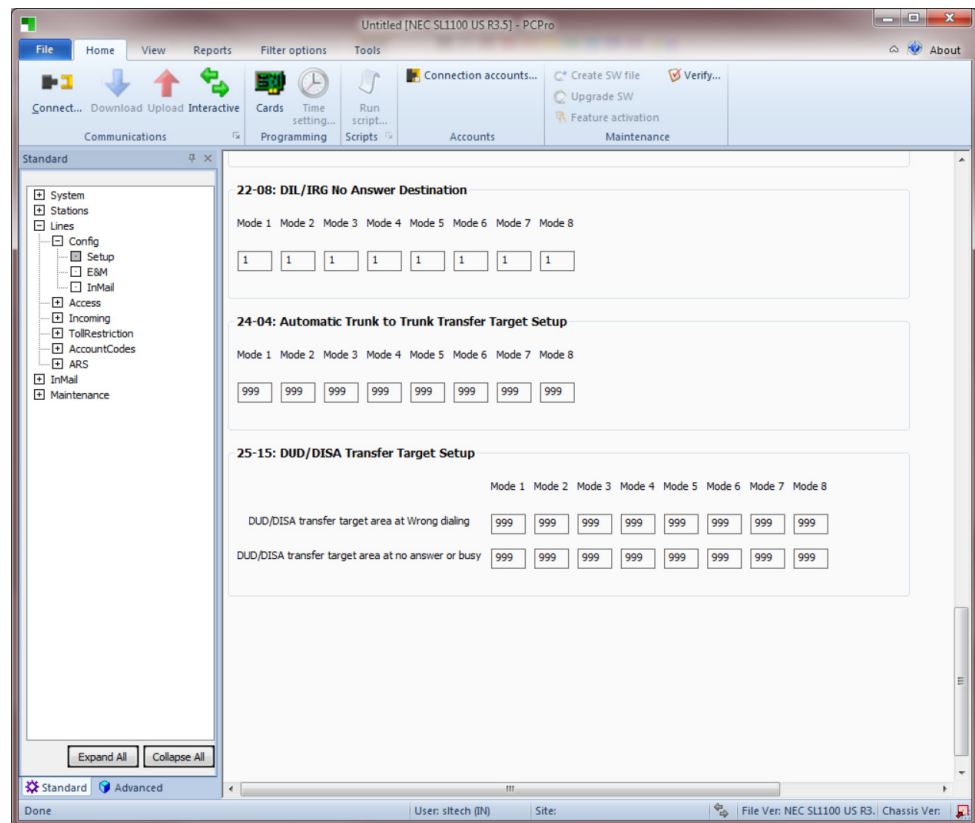 Untitled [NEC SL1100 US R3.5] - PCPro
File Home View Reports Filter options Tools About
Connect... Download Upload Interactive Cards Time setting... Run script... Connection accounts... Create SW file Verify...
Upgrade SW
Feature activation
Communications Programming Scripts Accounts Maintenance
Standard
System
Stations
Lines
Config
Setup
E&M
InMail
Access
Incoming
TollRestriction
AccountCodes
ARS
InMail
Maintenance
Expand All Collapse All
Standard Advanced
22-08: DIL/IRG No Answer Destination
Mode 1 Mode 2 Mode 3 Mode 4 Mode 5 Mode 6 Mode 7 Mode 8
1 1 1 1 1 1 1 1
24-04: Automatic Trunk to Trunk Transfer Target Setup
Mode 1 Mode 2 Mode 3 Mode 4 Mode 5 Mode 6 Mode 7 Mode 8
999 999 999 999 999 999 999 999
25-15: DUD/DISA Transfer Target Setup
Mode 1 Mode 2 Mode 3 Mode 4 Mode 5 Mode 6 Mode 7 Mode 8
DUD/DISA transfer target area at Wrong dialing 999 999 999 999 999 999 999 999
DUD/DISA transfer target area at no answer or busy 999 999 999 999 999 999 999 999
Done User: sltech (IN) Site: File Ver: NEC SL1100 US R3. Chassis Ver: